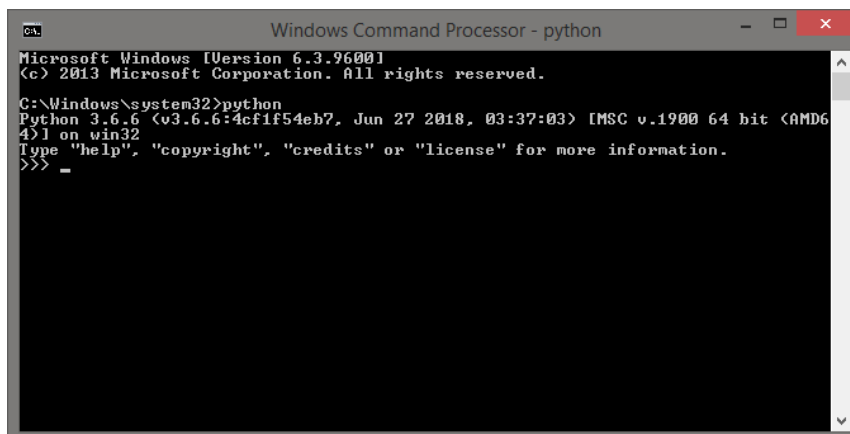 Windows Command Processor - python
Microsoft Windows [Version 6.3.9600]
(c) 2013 Microsoft Corporation. All rights reserved.
C:\Windows\system32>python
Python 3.6.6 (v3.6.6:4cf1f54eb7, Jun 27 2018, 03:37:03) [MSC v.1900 64 bit (AMD6
4)] on win32
Type "help", "copyright", "credits" or "license" for more information.
>>> _